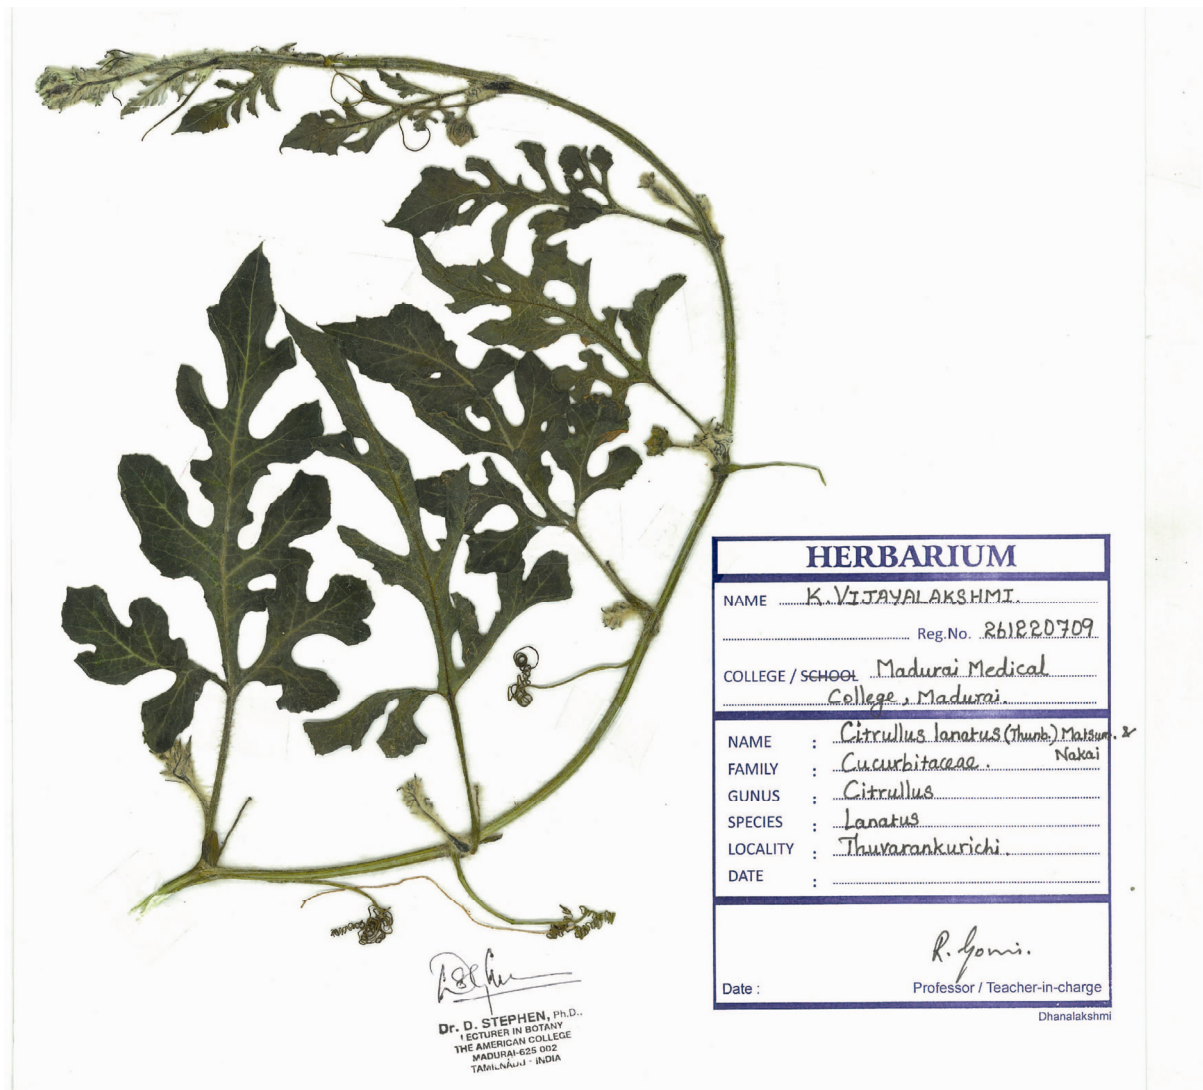 HERBARIUM
NAME K. VIJAYALAKSHMI.
Reg.No. 261220709
COLLEGE / SCHOOL Madurai Medical
College, Madurai.
NAME : Citrullus lanatus (Thunb.) Matsum. &
Nakai
FAMILY : Cucurbitaceae.
GUNUS : Citrullus
SPECIES : Lanatus
LOCALITY : Thuvarankurichi.
DATE :
R. Gomi.
Date : Professor / Teacher-in-charge
Dhanalakshmi
Dr. D. STEPHEN, Ph.D.,
LECTURER IN BOTANY
THE AMERICAN COLLEGE
MADURAI-625 002
TAMILNADU - INDIA